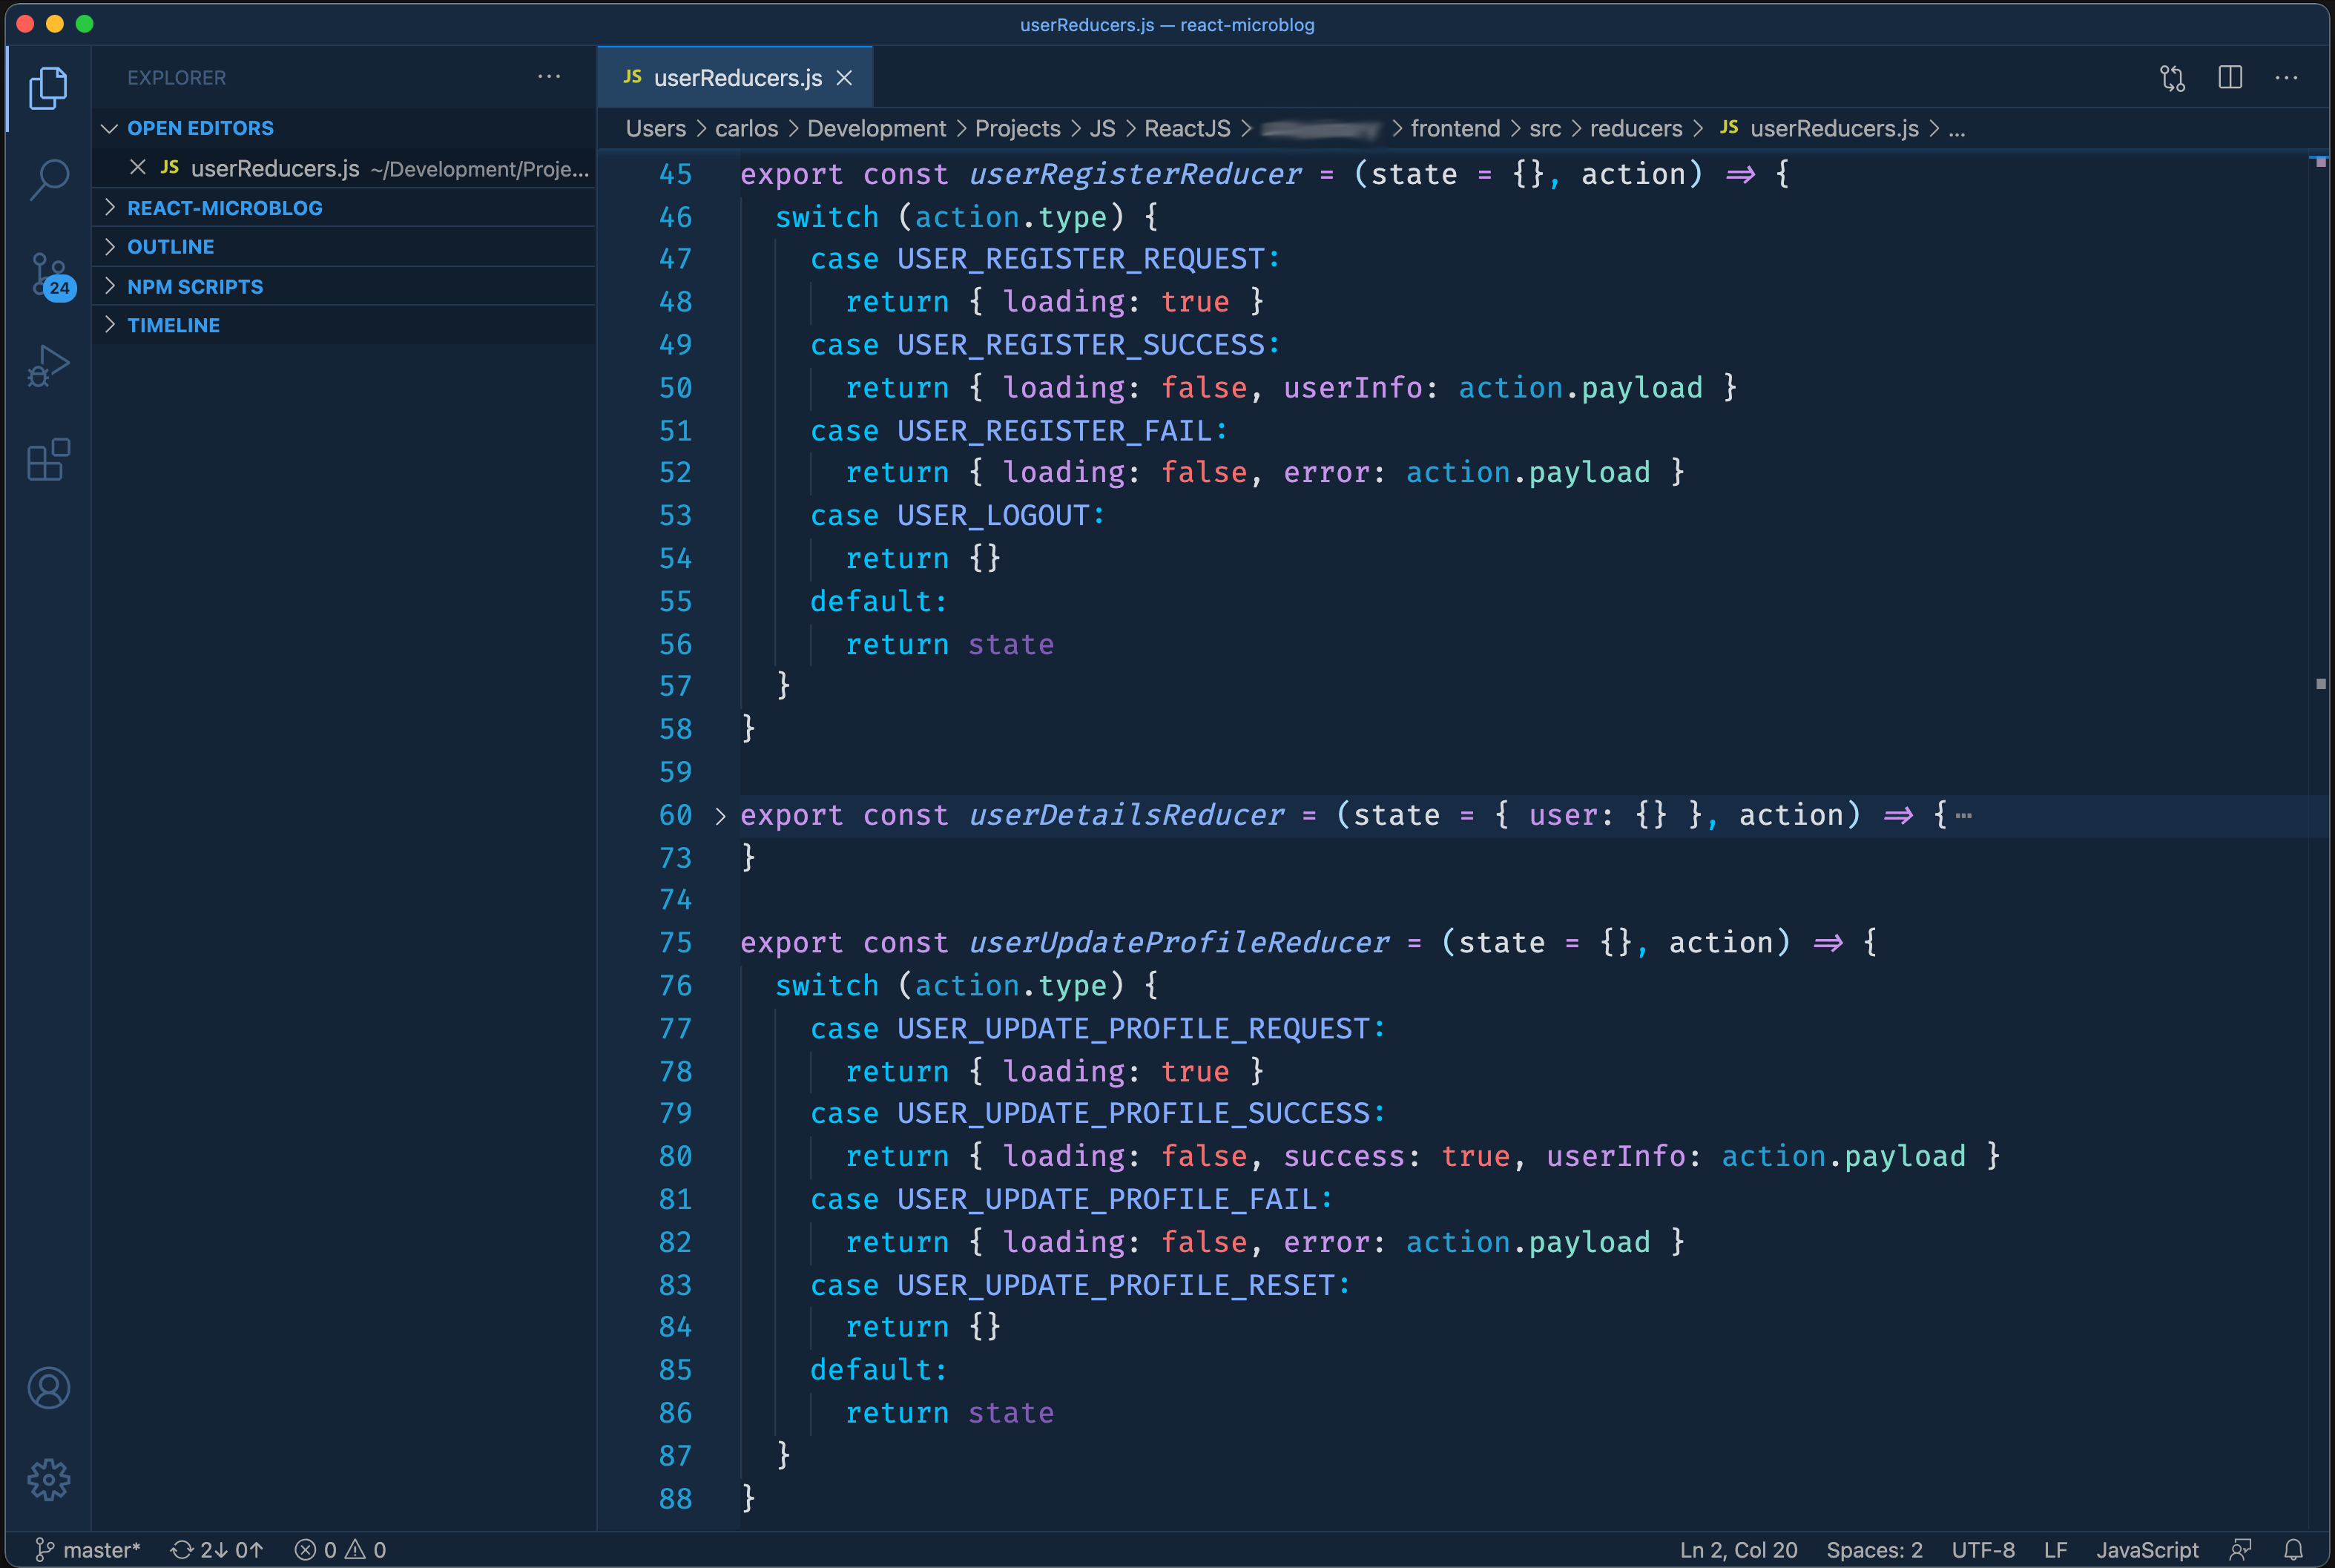 userReducers.js — react-microblog
EXPLORER
OPEN EDITORS
JS userReducers.js ~/Development/Proje...
REACT-MICROBLOG
OUTLINE
NPM SCRIPTS
TIMELINE
24
JS userReducers.js
Users > carlos > Development > Projects > JS > ReactJS > > frontend > src > reducers > JS userReducers.js > ...
45 export const userRegisterReducer = (state = {}, action) => {
46 switch (action.type) {
47 case USER_REGISTER_REQUEST:
48 return { loading: true }
49 case USER_REGISTER_SUCCESS:
50 return { loading: false, userInfo: action.payload }
51 case USER_REGISTER_FAIL:
52 return { loading: false, error: action.payload }
53 case USER_LOGOUT:
54 return {}
55 default:
56 return state
57 }
58 }
59
60 > export const userDetailsReducer = (state = { user: {} }, action) => {⋯
73 }
74
75 export const userUpdateProfileReducer = (state = {}, action) => {
76 switch (action.type) {
77 case USER_UPDATE_PROFILE_REQUEST:
78 return { loading: true }
79 case USER_UPDATE_PROFILE_SUCCESS:
80 return { loading: false, success: true, userInfo: action.payload }
81 case USER_UPDATE_PROFILE_FAIL:
82 return { loading: false, error: action.payload }
83 case USER_UPDATE_PROFILE_RESET:
84 return {}
85 default:
86 return state
87 }
88 }
master* 2↓ 0↑ 0 0 Ln 2, Col 20 Spaces: 2 UTF-8 LF JavaScript